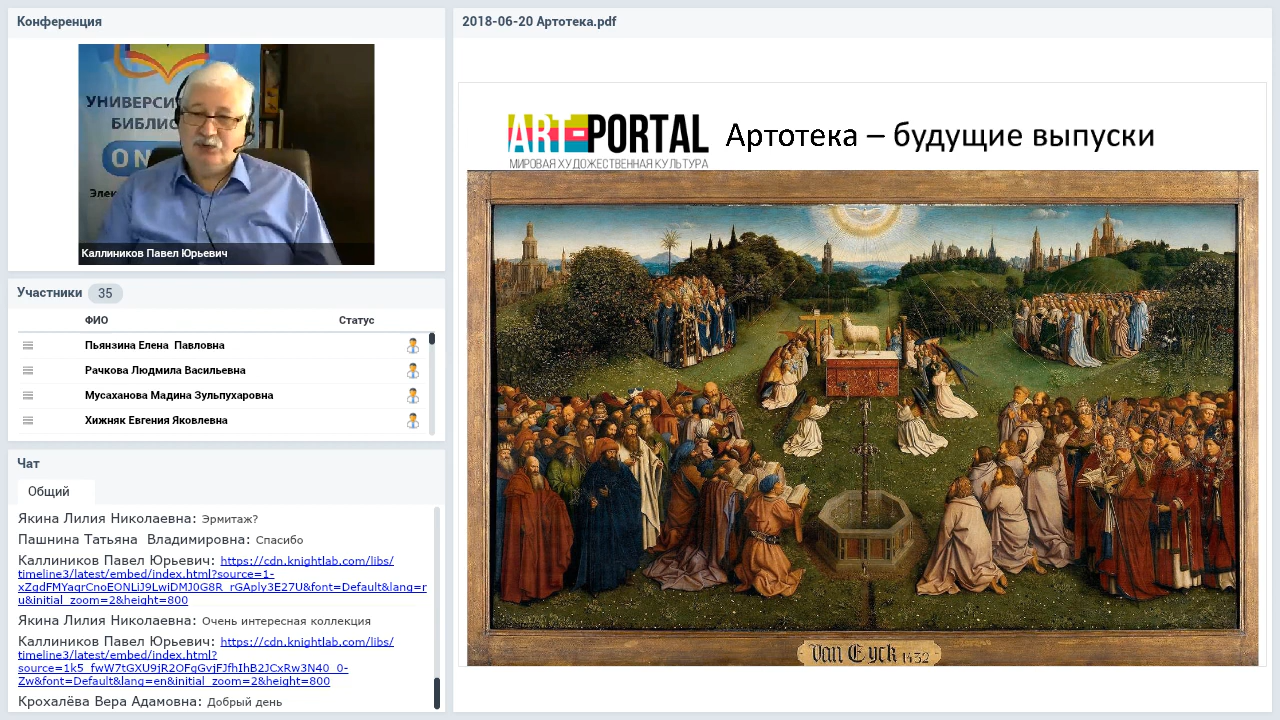 Конференция
УНИВЕРСИ
БИБЛИО
ON
Элек
Каллиников Павел Юрьевич
Участники 35
ФИО Статус
Пьянзина Елена Павловна
Рачкова Людмила Васильевна
Мусаханова Мадина Зульпухаровна
Хижняк Евгения Яковлевна
Чат
Общий
Якина Лилия Николаевна: Эрмитаж?
Пашнина Татьяна Владимировна: Спасибо
Каллиников Павел Юрьевич: https://cdn.knightlab.com/libs/
timeline3/latest/embed/index.html?source=1-
xZgdFMYaqrCnoEONLiJ9LwiDMJ0G8R_rGAply3E27U&font=Default&lang=r
u&initial_zoom=2&height=800
Якина Лилия Николаевна: Очень интересная коллекция
Каллиников Павел Юрьевич: https://cdn.knightlab.com/libs/
timeline3/latest/embed/index.html?
source=1k5_fwW7tGXU9jR2OFgGvjFJfhIhB2JCxRw3N40_0-
Zw&font=Default&lang=en&initial_zoom=2&height=800
Крохалёва Вера Адамовна: Добрый день
2018-06-20 Артотека.pdf
ART-PORTAL
МИРОВАЯ ХУДОЖЕСТВЕННАЯ КУЛЬТУРА
Артотека – будущие выпуски
Van Eyck 1432